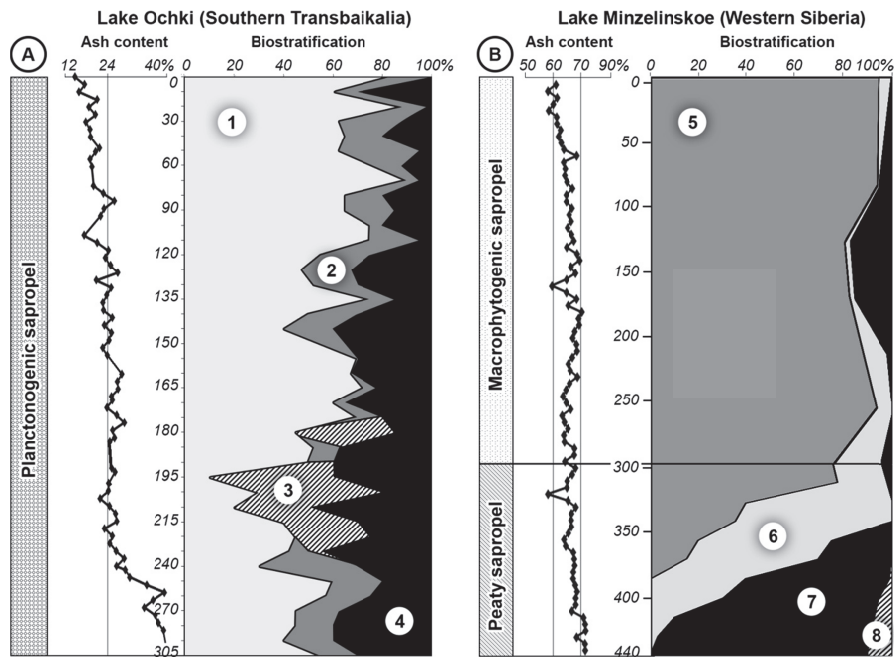 Lake Ochki (Southern Transbaikalia)
A
Ash content
Biostratification
12 24 40%
20 40 60 80 100%
Planctonogenic sapropel
0
30
60
90
120
135
150
165
180
195
215
240
270
305
1
2
3
4
Lake Minzelinskoe (Western Siberia)
B
Ash content
Biostratification
50 60 70 90%
0 20 40 60 80 100%
Macrophytogenic sapropel
Peaty sapropel
0
50
100
150
200
250
300
350
400
440
5
6
7
8